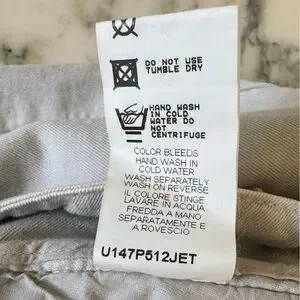 DO NOT USE
TUMBLE DRY
HAND WASH
IN COLD
WATER DO
NOT
CENTRIFUGE
COLOR BLEEDS
HAND WASH IN
COLD WATER
WASH SEPARATELY
WASH ON REVERSE
IL COLORE STINGE
LAVARE IN ACQUA
FREDDA A MANO
SEPARATAMENTE E
A ROVESCIO
U147P512JET